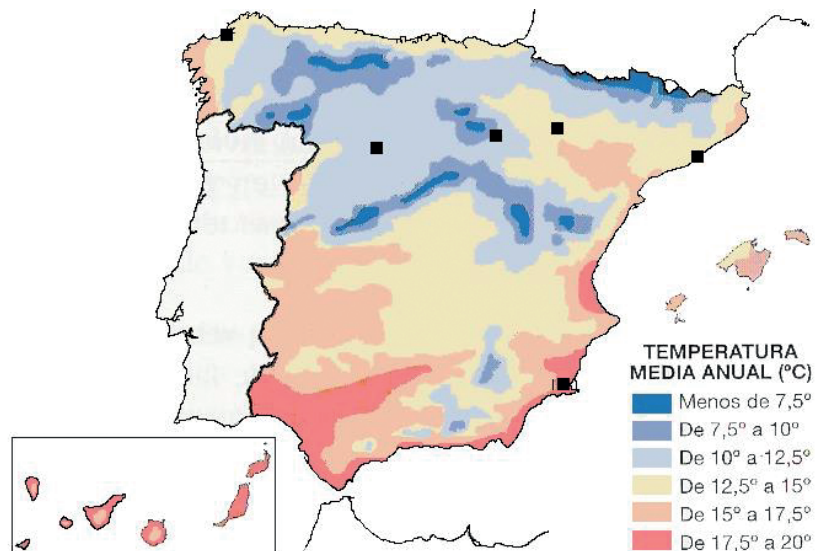 TEMPERATURA
MEDIA ANUAL (ºC)
Menos de 7,5º
De 7,5º a 10º
De 10º a 12,5º
De 12,5º a 15º
De 15º a 17,5º
De 17,5º a 20º